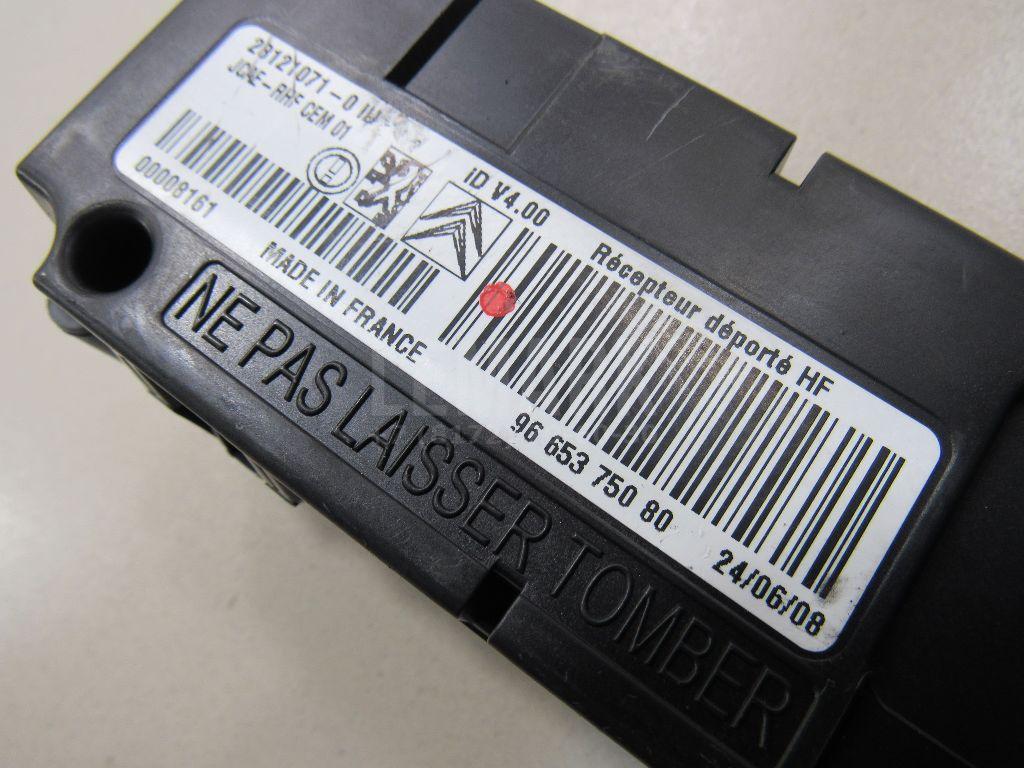 28121071-0
JCAE-RHF CEM 01
00008161
MADE IN FRANCE
iD V4.00
Récepteur déporté HF
96 653 750 80
24/06/08
NE PAS LAISSER TOMBER